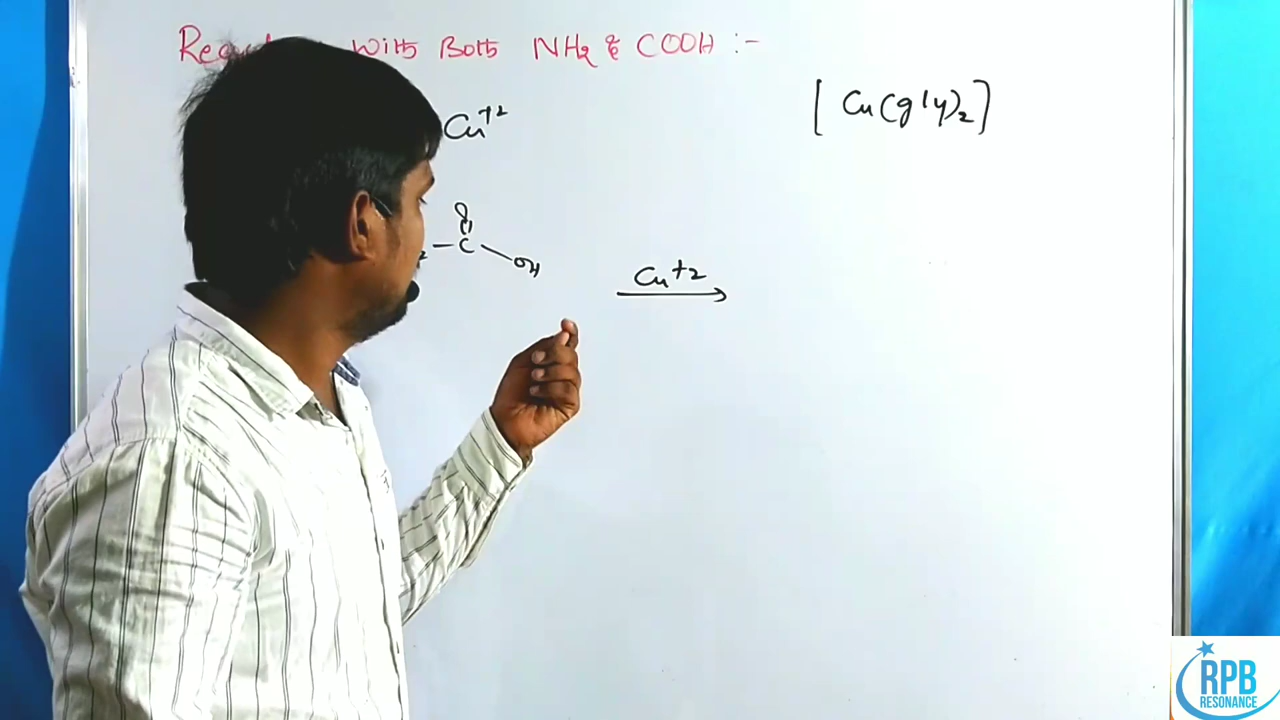 With Both NH2 & COOH :-
Cu+2
[Cu(gly)2]
O
C
OH
Cu+2
RPB
RESONANCE